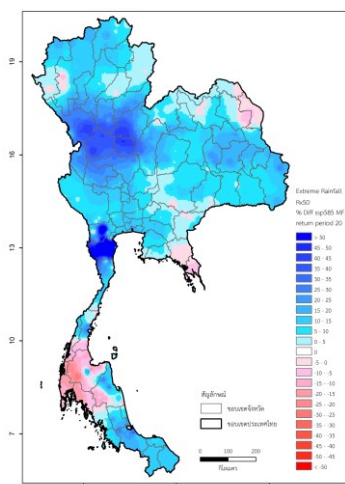 19
16
13
10
7
Extreme Rainfall
Rx50
% Diff ssp585 MF
return period 20
> 50
45 - 50
40 - 45
35 - 40
30 - 35
25 - 30
20 - 25
15 - 20
10 - 15
5 - 10
0 - 5
0
-5 - 0
-10 - -5
-15 - -10
-20 - -15
-25 - -20
-30 - -25
-35 - -30
-40 - -35
-45 - -40
-50 - -45
< -50
สัญลักษณ์
ขอบเขตจังหวัด
ขอบเขตประเทศไทย
0 100 200
กิโลเมตร